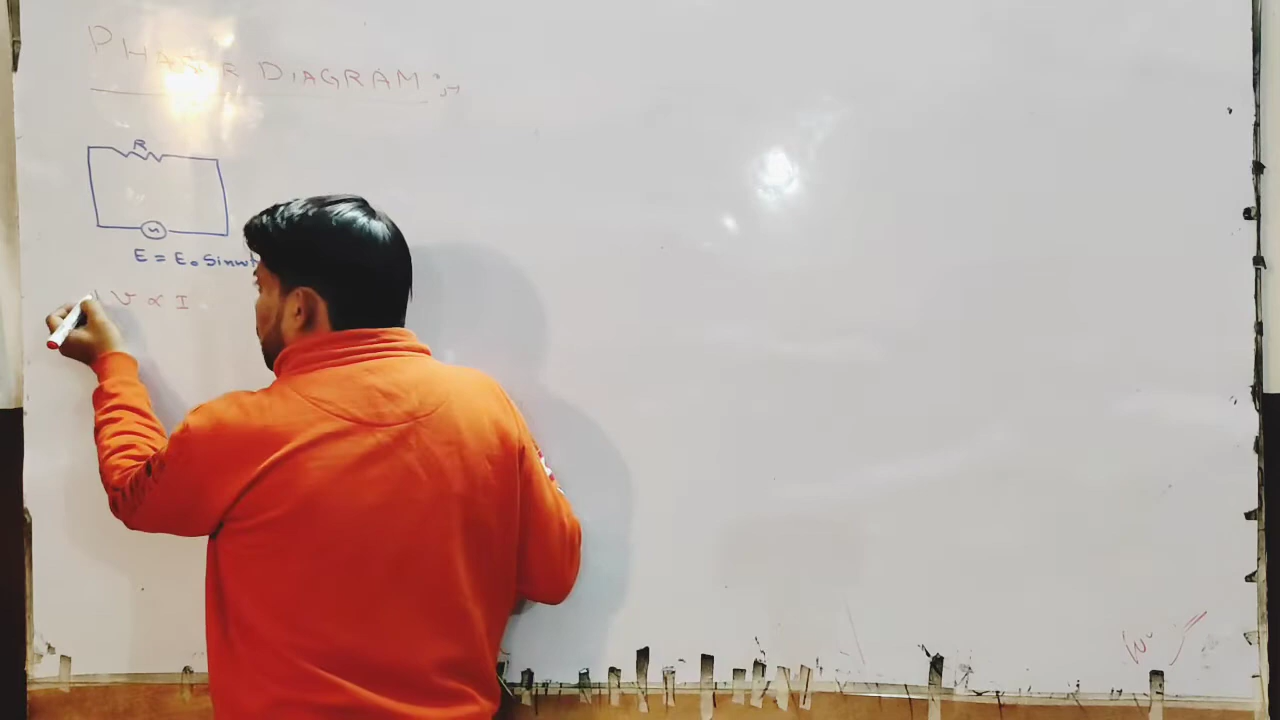 PHASOR DIAGRAM :-
R
E = E₀ Sinωt
V ∝ I